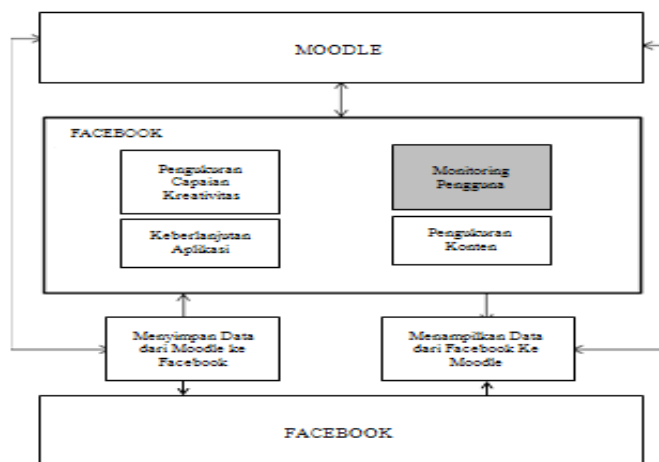 MOODLE
FACEBOOK
Pengukuran
Capaian
Kreativitas
Monitoring
Pengguna
Keberlanjutan
Aplikasi
Pengukuran
Konten
Menyimpan Data
dari Moodle ke
Facebook
Menampilkan Data
dari Facebook Ke
Moodle
FACEBOOK